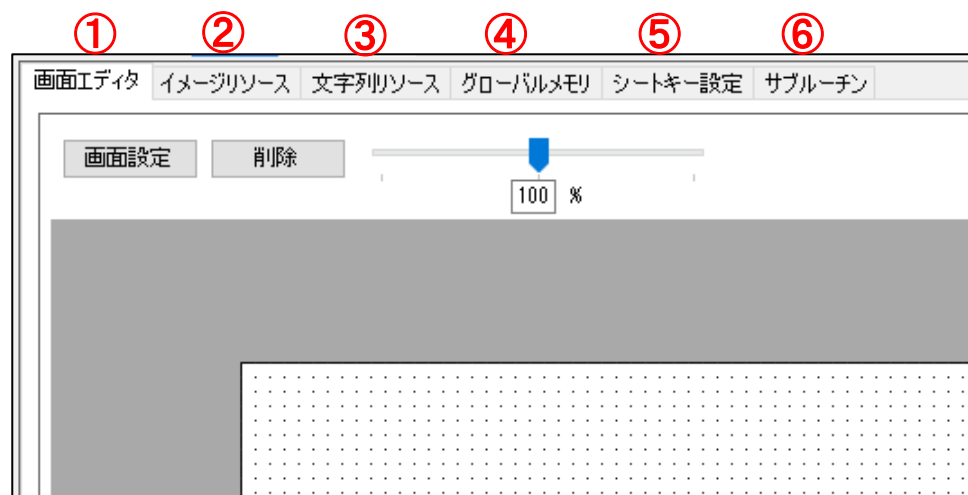 ① ② ③ ④ ⑤ ⑥
画面エディタ イメージリソース 文字列リソース グローバルメモリ シートキー設定 サブルーチン
画面設定 削除
100 %